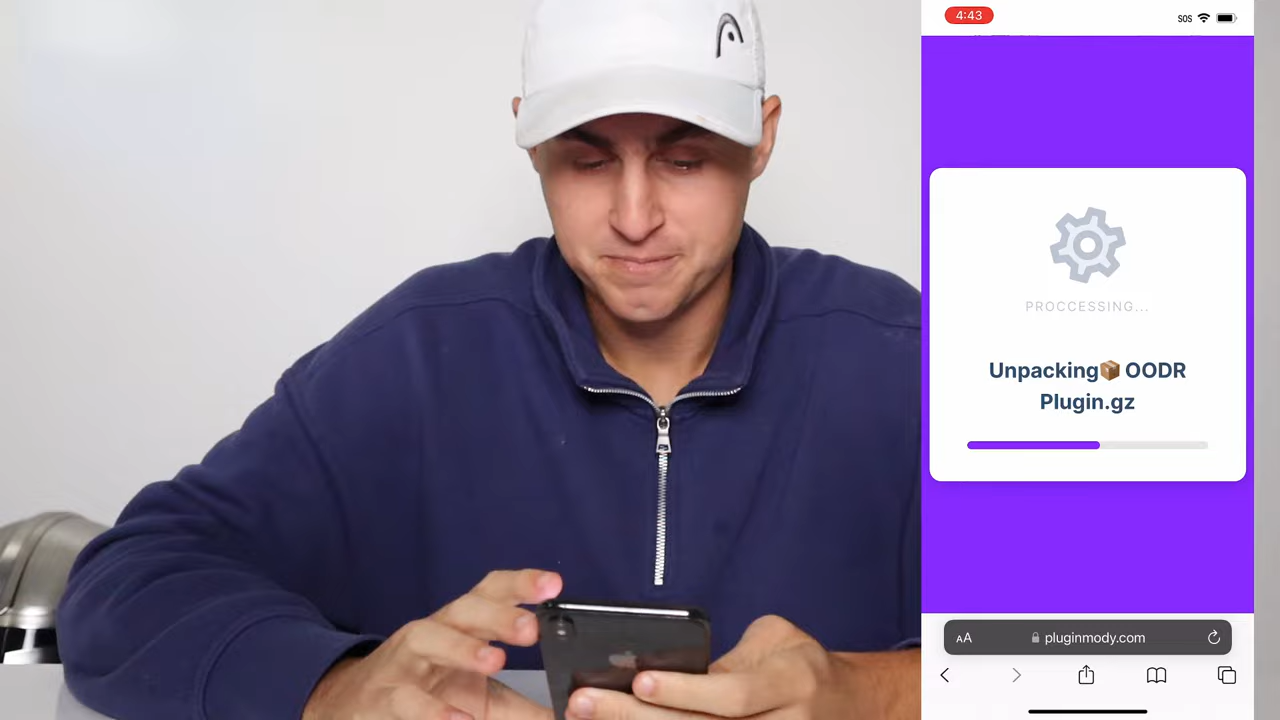 4:43
SOS
PROCCESSING...
Unpacking📦 OODR
Plugin.gz
AA
pluginmody.com